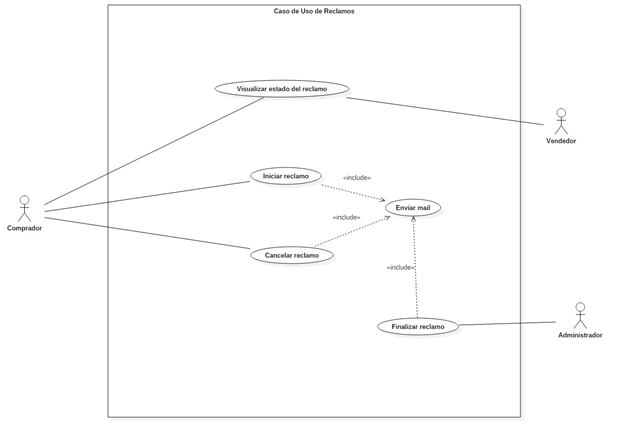 Caso de Uso de Reclamos
Visualizar estado del reclamo
Vendedor
Iniciar reclamo
«include»
Enviar mail
Comprador
«include»
Cancelar reclamo
«include»
Finalizar reclamo
Administrador